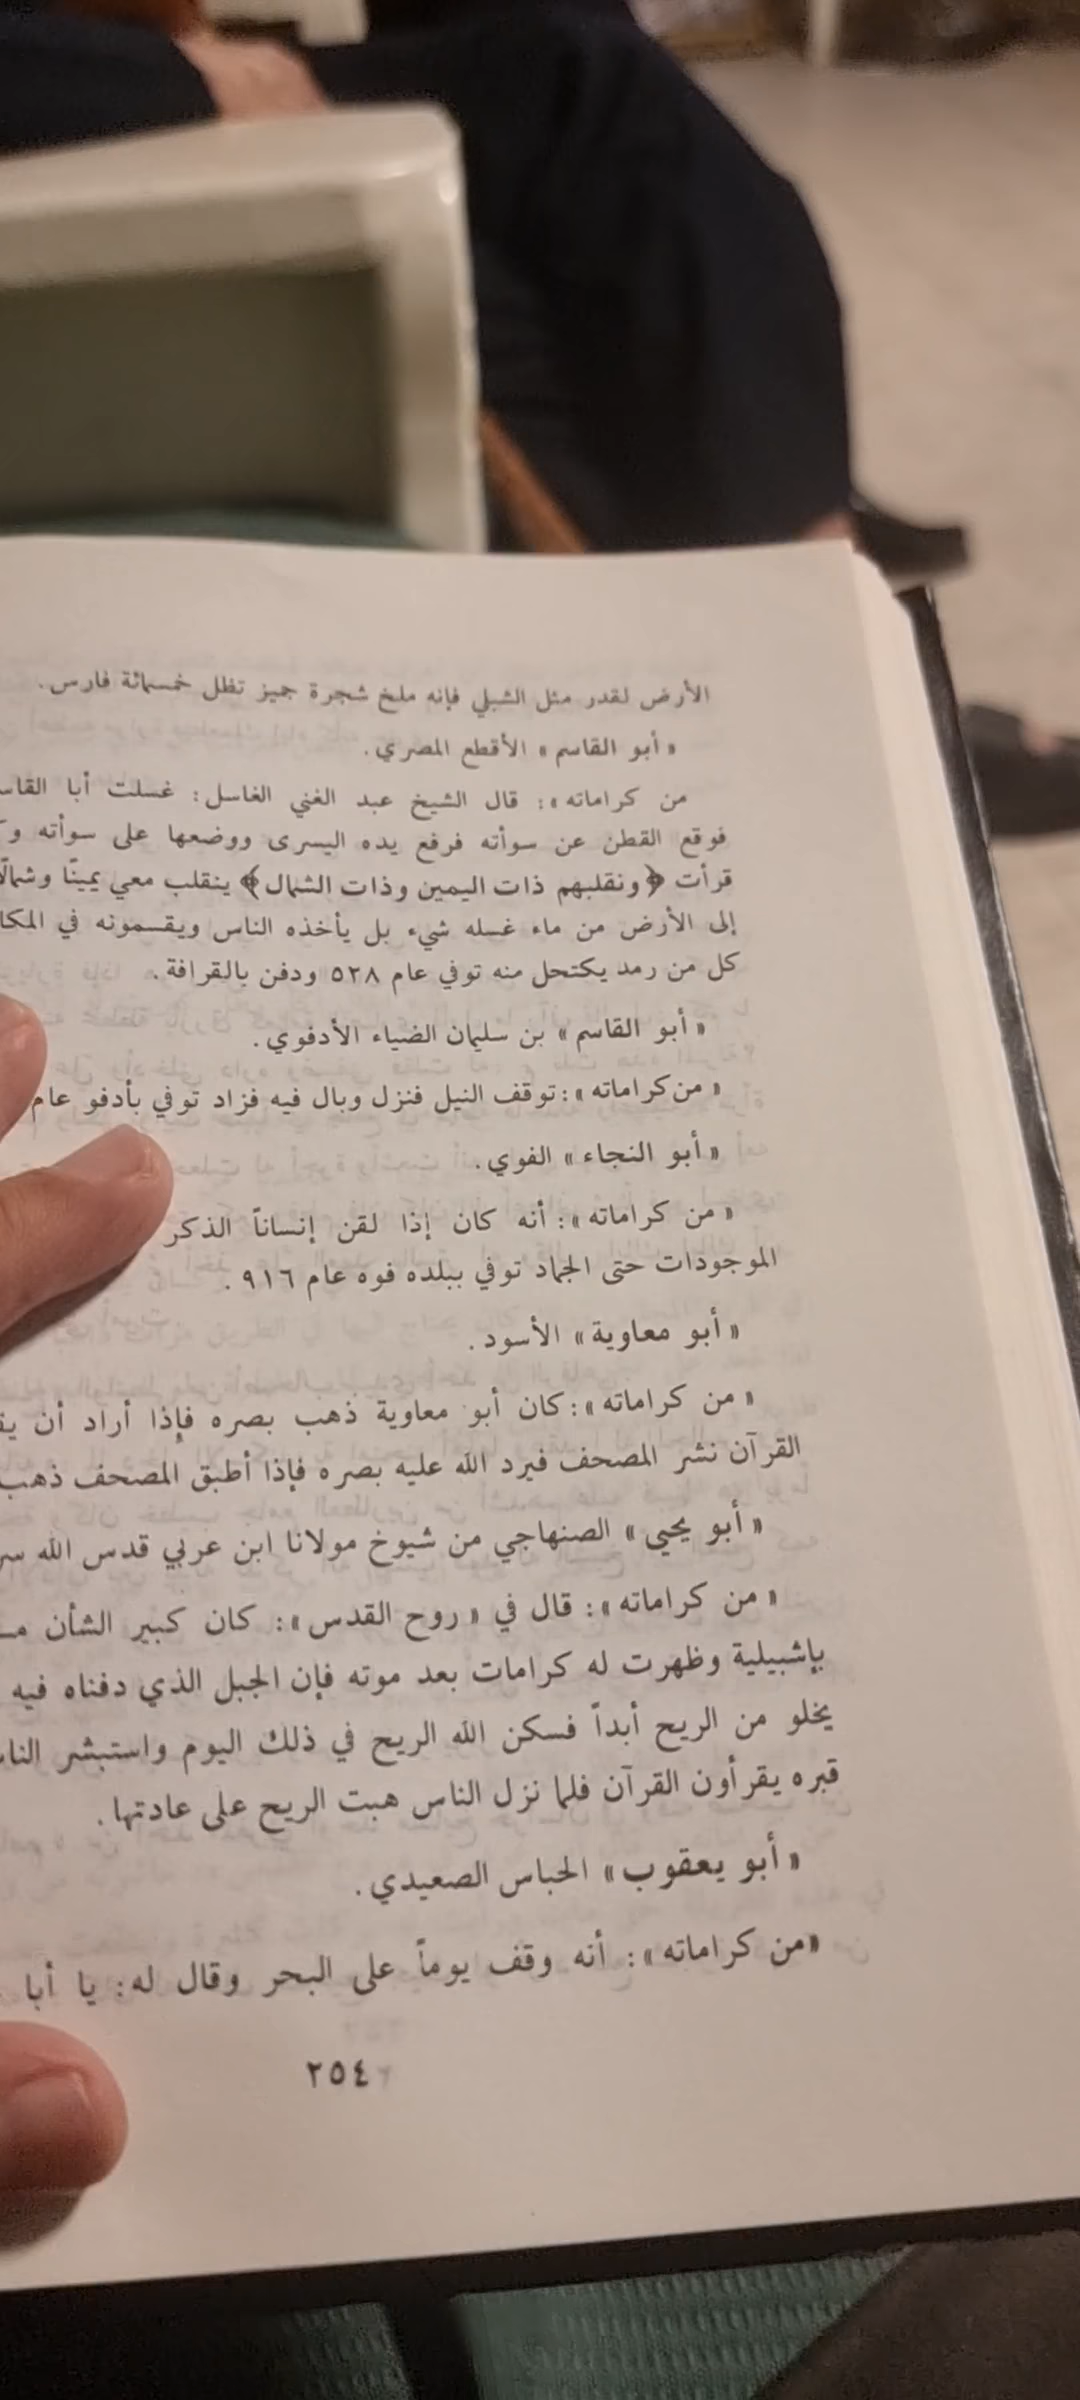 الأرض لقدر مثل الشبلي فإنه ملخ شجرة جميز تظل خمسمائة فارس.
« أبو القاسم » الأقطع المصري.
من كراماته »: قال الشيخ عبد الغني الغاسل: غسلت أبا
فوقع القطن عن سوأته فرفع يده اليسرى ووضعها على سوأته
قرأت ﴿ونقلبهم ذات اليمين وذات الشمال﴾ ينقلب معي يمينًا وشمالًا
إلى الأرض من ماء غسله شيء بل يأخذه الناس ويقسمونه في
كل من رمد يكتحل منه توفي عام ٥٢٨ ودفن بالقرافة.
« أبو القاسم » بن سليمان الضياء الأدفوي.
« من كراماته »: توقف النيل فنزل وبال فيه فزاد توفي بأدفو عام
« أبو النجاء » الفوي.
« من كراماته »: أنه كان إذا لقن إنساناً الذكر
الموجودات حتى الجماد توفي ببلده فوه عام ٩١٦.
« أبو معاوية » الأسود.
« من كراماته »: كان أبو معاوية ذهب بصره فإذا أراد أن
القرآن نشر المصحف فيرد الله عليه بصره فإذا أطبق المصحف ذهب
« أبو يحيى » الصنهاجي من شيوخ مولانا ابن عربي قدس الله
« من كراماته »: قال في « روح القدس »: كان كبير الشأن
بإشبيلية وظهرت له كرامات بعد موته فإن الجبل الذي دفناه فيه
يخلو من الريح أبداً فسكن الله الريح في ذلك اليوم واستبشر
قبره يقرأون القرآن فلما نزل الناس هبت الريح على عادتها.
« أبو يعقوب » الحباس الصعيدي.
«من كراماته »: أنه وقف يوماً على البحر وقال له: يا أبا
٢٥٤